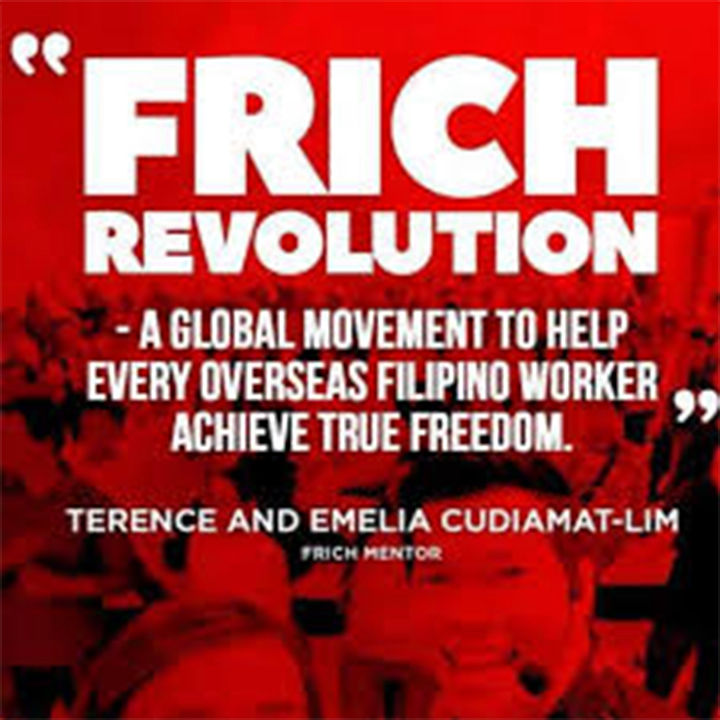 “ FRICH
REVOLUTION
- A GLOBAL MOVEMENT TO HELP
EVERY OVERSEAS FILIPINO WORKER
ACHIEVE TRUE FREEDOM. ”
TERENCE AND EMELIA CUDIAMAT-LIM
FRICH MENTOR